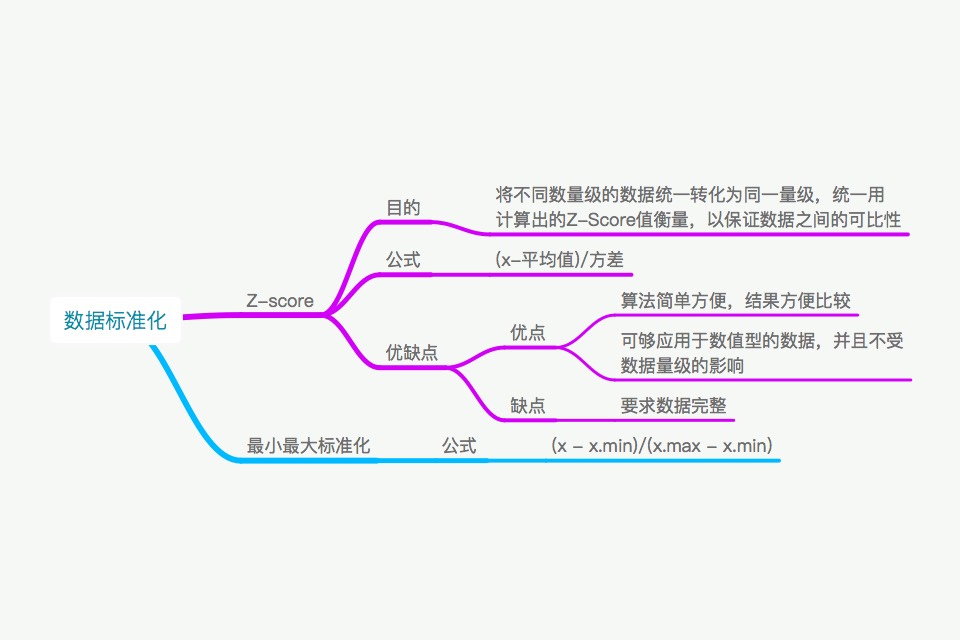 数据标准化
Z-score
目的
将不同数量级的数据统一转化为同一量级，统一用
计算出的Z-Score值衡量，以保证数据之间的可比性
公式
(x-平均值)/方差
优缺点
优点
算法简单方便，结果方便比较
可够应用于数值型的数据，并且不受
数据量级的影响
缺点
要求数据完整
最小最大标准化
公式
(x - x.min)/(x.max - x.min)